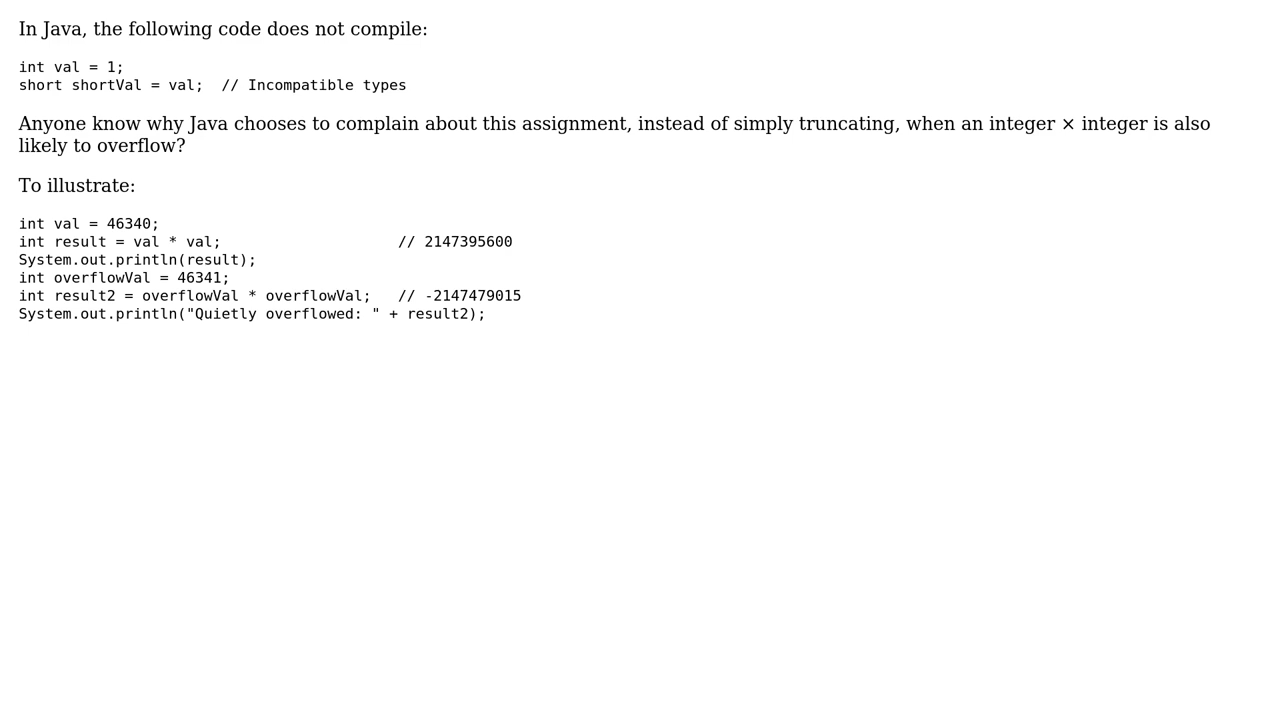 In Java, the following code does not compile:
int val = 1;
short shortVal = val;  // Incompatible types
Anyone know why Java chooses to complain about this assignment, instead of simply truncating, when an integer × integer is also
likely to overflow?
To illustrate:
int val = 46340;
int result = val * val;                    // 2147395600
System.out.println(result);
int overflowVal = 46341;
int result2 = overflowVal * overflowVal;   // -2147479015
System.out.println("Quietly overflowed: " + result2);